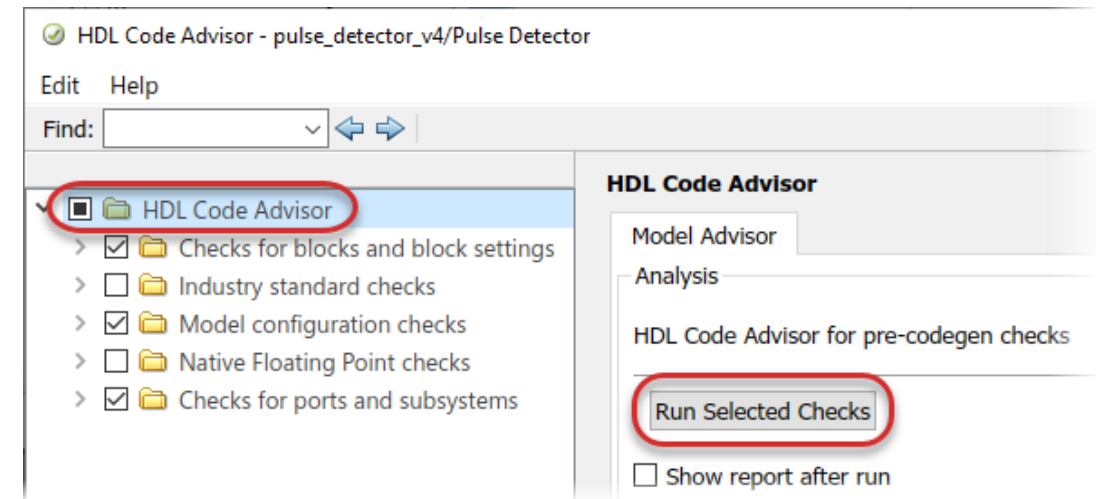 HDL Code Advisor - pulse_detector_v4/Pulse Detector
Edit Help
Find:
HDL Code Advisor
Checks for blocks and block settings
Industry standard checks
Model configuration checks
Native Floating Point checks
Checks for ports and subsystems
HDL Code Advisor
Model Advisor
Analysis
HDL Code Advisor for pre-codegen checks
Run Selected Checks
Show report after run